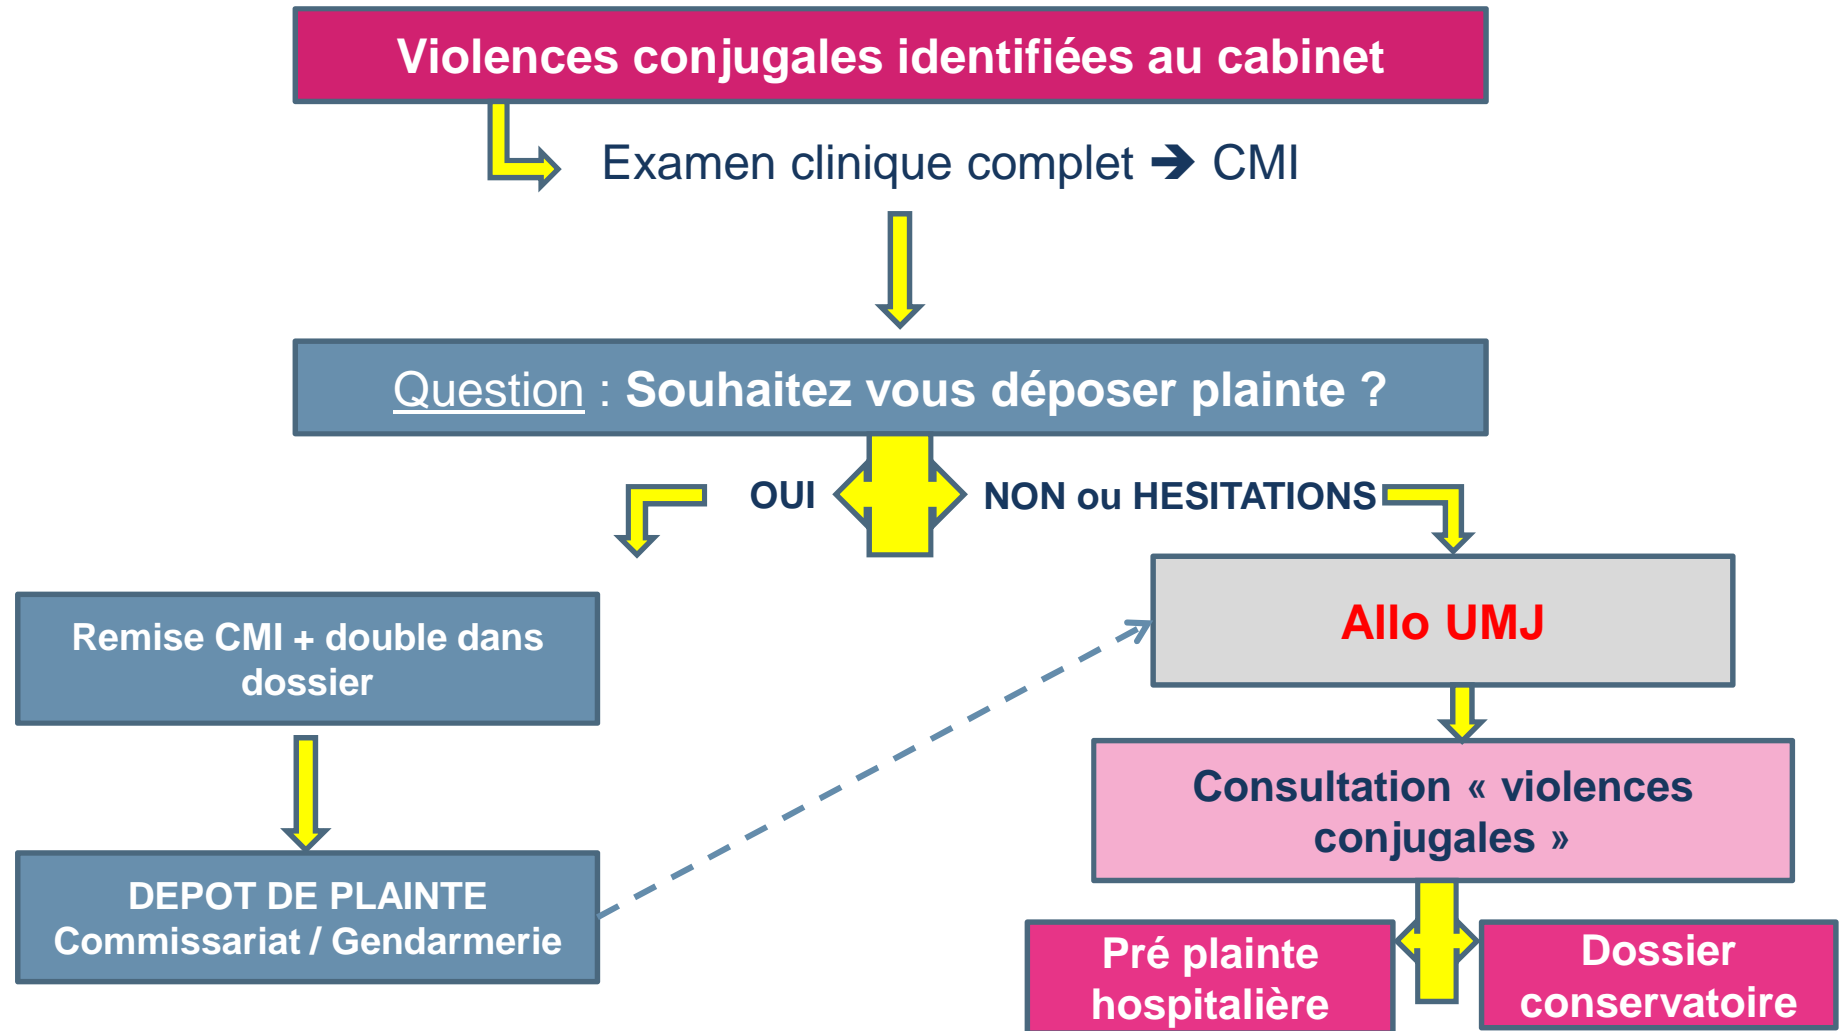 Violences conjugales identifiées au cabinet
Examen clinique complet ➔ CMI
Question : Souhaitez vous déposer plainte ?
OUI
NON ou HESITATIONS
Remise CMI + double dans
dossier
DEPOT DE PLAINTE
Commissariat / Gendarmerie
Allo UMJ
Consultation « violences
conjugales »
Pré plainte
hospitalière
Dossier
conservatoire